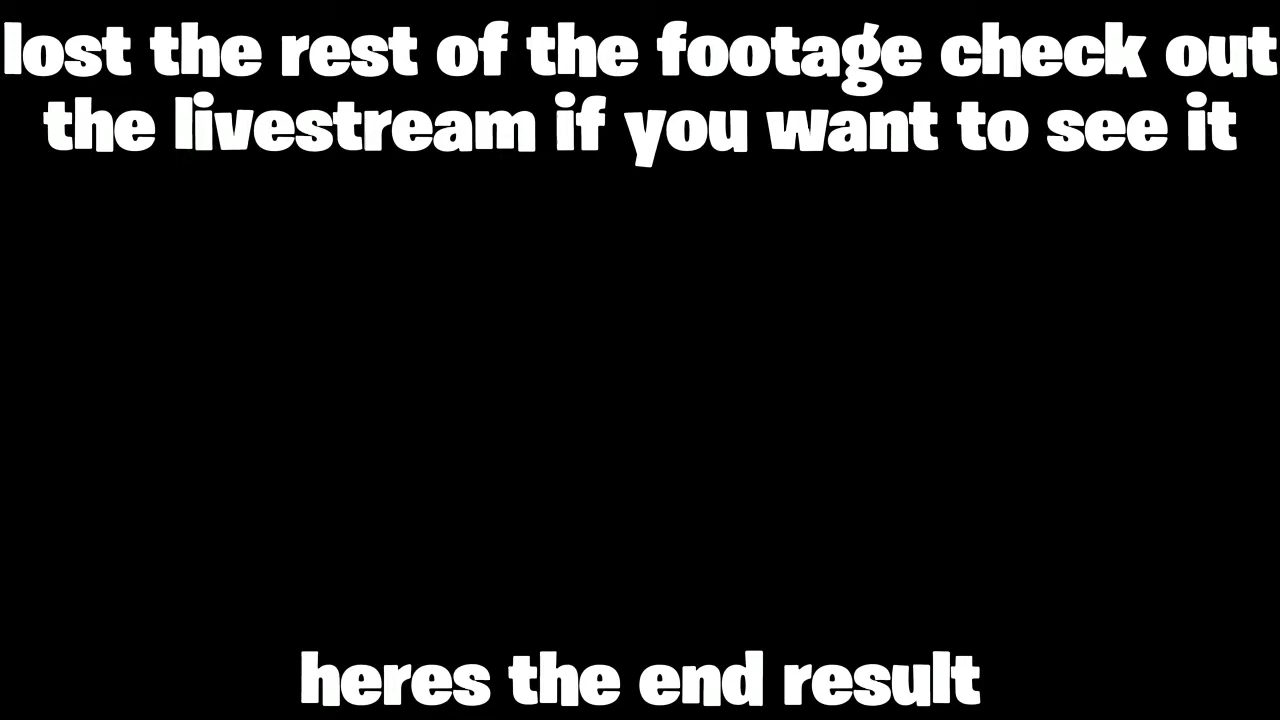 lost the rest of the footage check out
the livestream if you want to see it
heres the end result